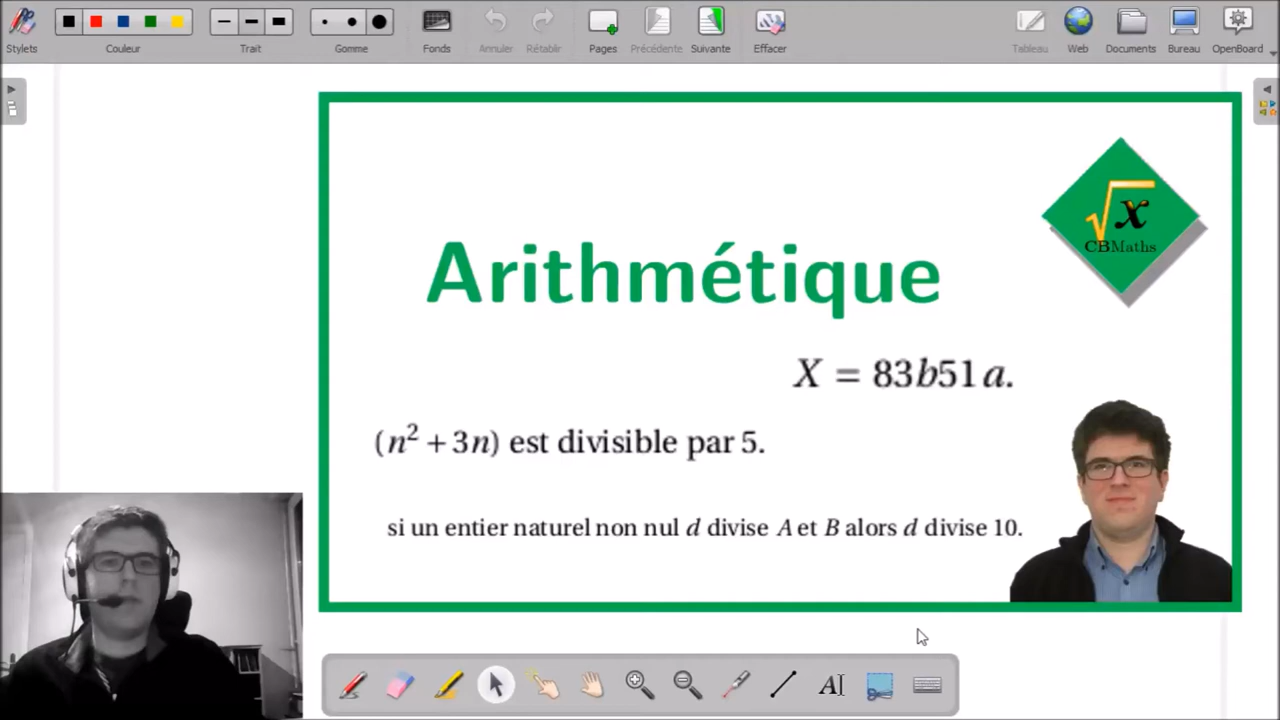 Stylets
Couleur
Trait
Gomme
Fonds
Annuler
Rétablir
Pages
Précédente
Suivante
Effacer
Tableau
Web
Documents
Bureau
OpenBoard
√x
CBMaths
Arithmétique
X = 83b51a.
(n² + 3n) est divisible par 5.
si un entier naturel non nul d divise A et B alors d divise 10.
AI